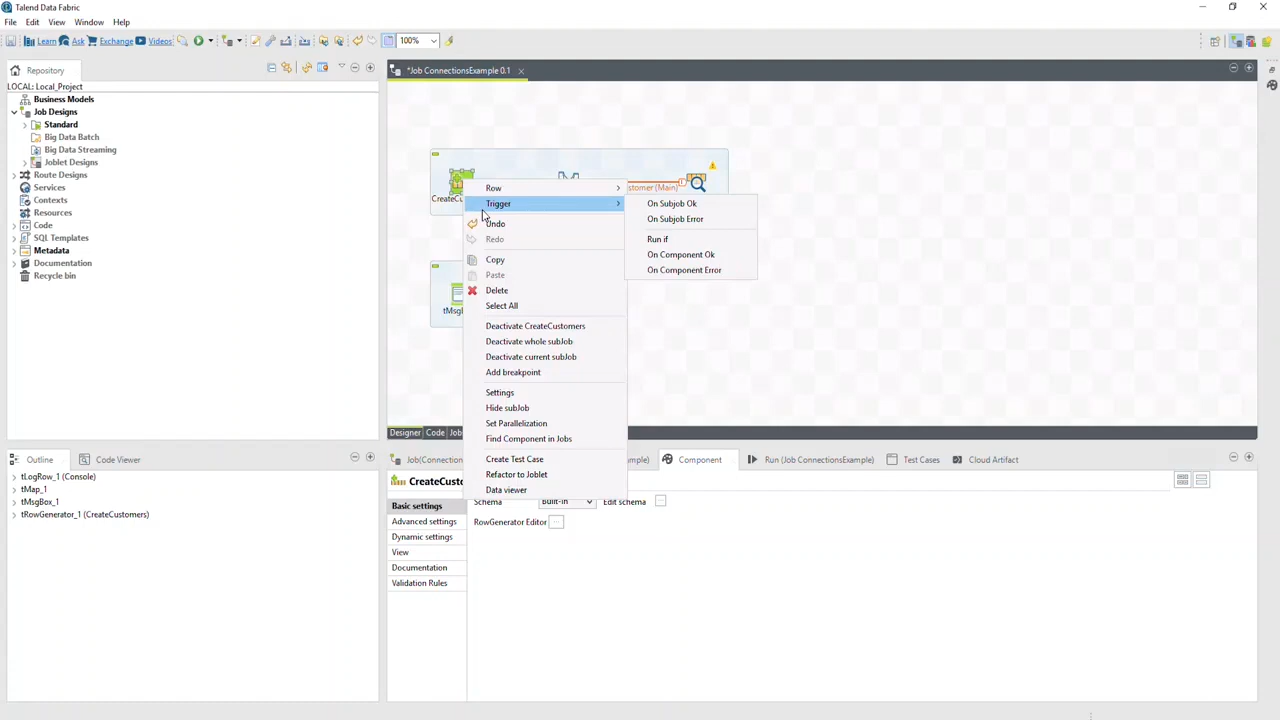 Talend Data Fabric
File Edit View Window Help
Learn Ask Exchange Videos 100%
Repository
LOCAL: Local_Project
Business Models
Job Designs
Standard
Big Data Batch
Big Data Streaming
Joblet Designs
Route Designs
Services
Contexts
Resources
Code
SQL Templates
Metadata
Documentation
Recycle bin
*Job ConnectionsExample 0.1
(Main)
Row
Trigger
Undo
Redo
Copy
Paste
Delete
Select All
Deactivate CreateCustomers
Deactivate whole subJob
Deactivate current subJob
Add breakpoint
Settings
Hide subJob
Set Parallelization
Find Component in Jobs
Create Test Case
Refactor to Joblet
Data viewer
On Subjob Ok
On Subjob Error
Run if
On Component Ok
On Component Error
Designer Code Job
Outline Code Viewer
tLogRow_1 (Console)
tMap_1
tMsgBox_1
tRowGenerator_1 (CreateCustomers)
Component Run (Job ConnectionsExample) Test Cases Cloud Artifact
Basic settings
Advanced settings
Dynamic settings
View
Documentation
Validation Rules
Schema Built-In Edit schema
RowGenerator Editor